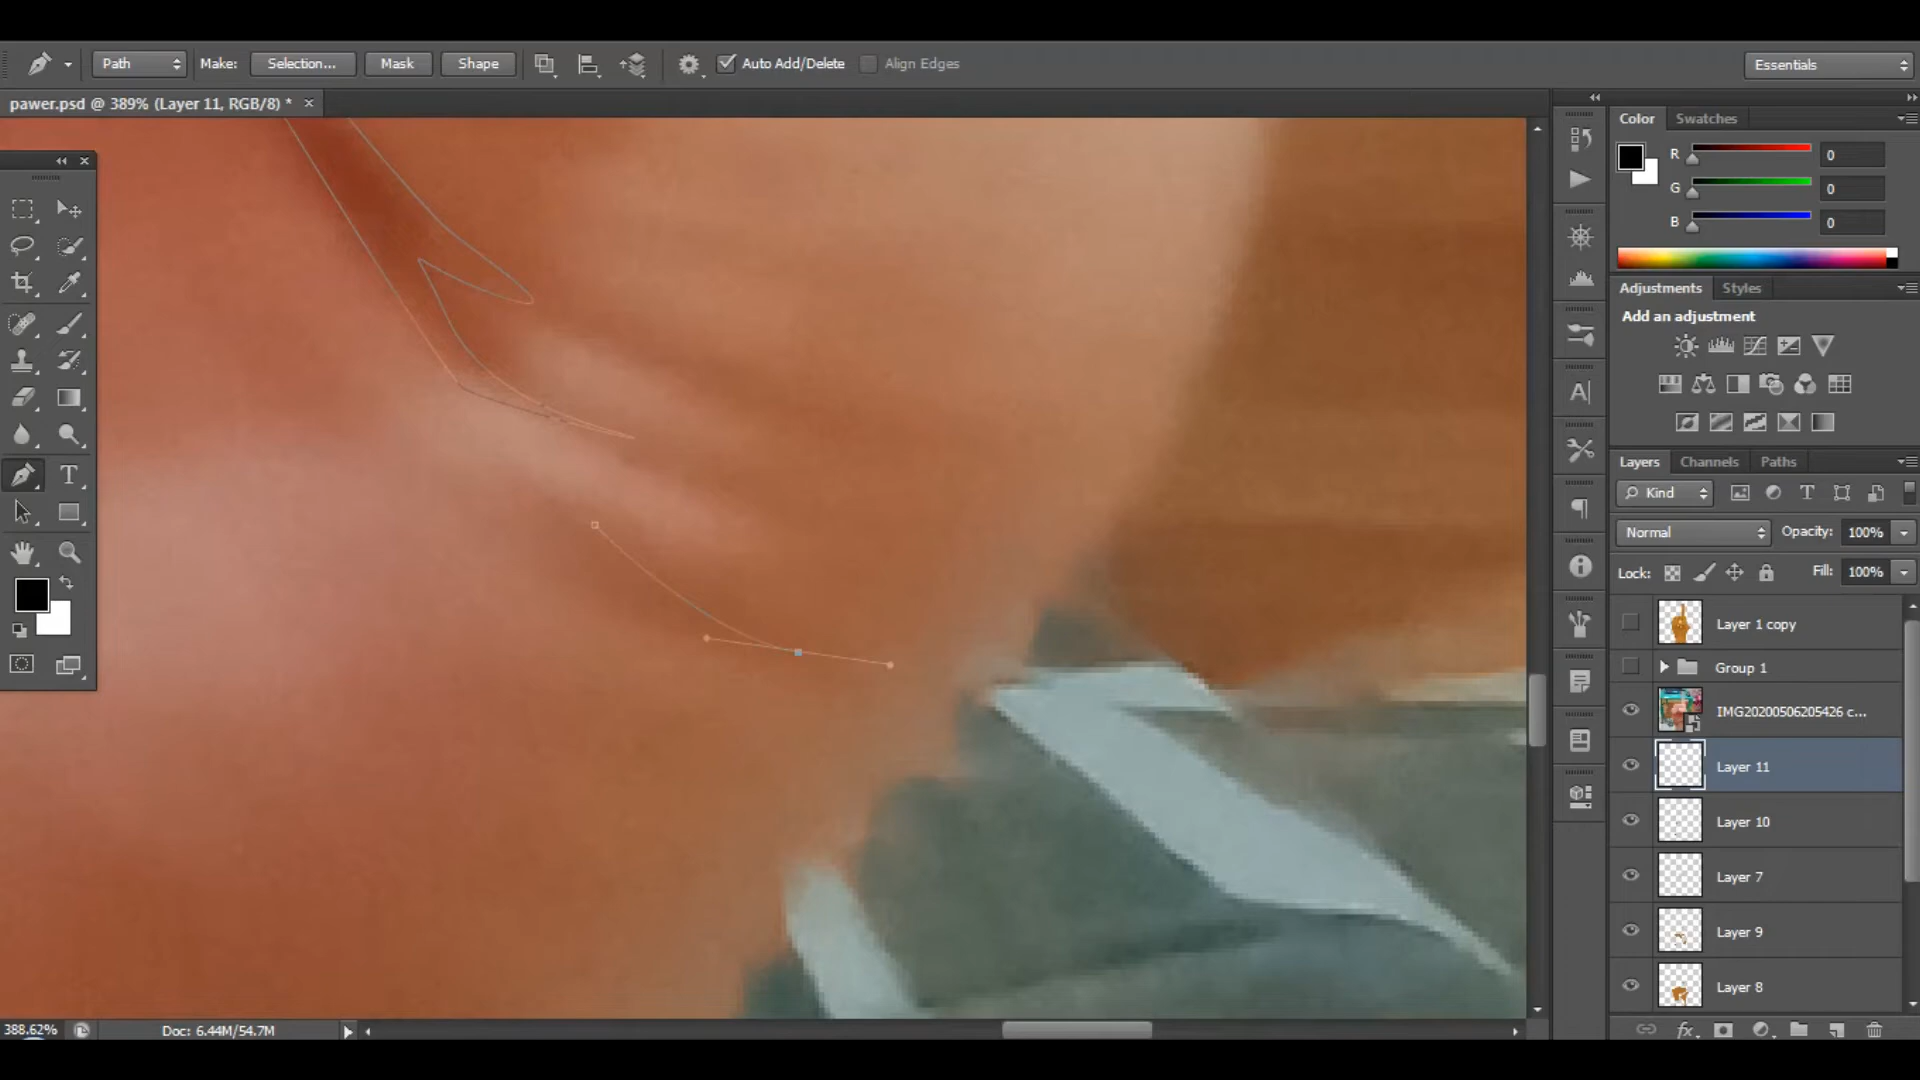 Path
Make:
Selection...
Mask
Shape
Auto Add/Delete
Align Edges
Essentials
pawer.psd @ 389% (Layer 11, RGB/8) *
Color
Swatches
R
0
G
0
B
0
Adjustments
Styles
Add an adjustment
Layers
Channels
Paths
Kind
Normal
Opacity:
100%
Lock:
Fill:
100%
Layer 1 copy
Group 1
IMG20200506205426 c...
Layer 11
Layer 10
Layer 7
Layer 9
Layer 8
388.62%
Doc: 6.44M/54.7M